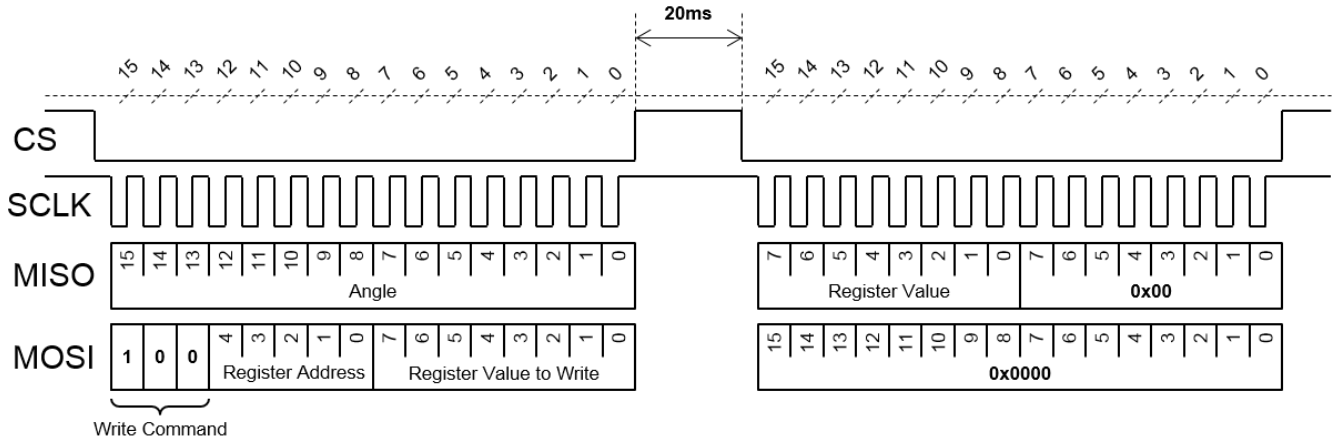 20ms
15 14 13 12 11 10 9 8 7 6 5 4 3 2 1 0 15 14 13 12 11 10 9 8 7 6 5 4 3 2 1 0
CS
SCLK
MISO 15 14 13 12 11 10 9 8 7 6 5 4 3 2 1 0 7 6 5 4 3 2 1 0 7 6 5 4 3 2 1 0
Angle Register Value 0x00
MOSI 1 0 0 4 3 2 1 0 7 6 5 4 3 2 1 0 15 14 13 12 11 10 9 8 7 6 5 4 3 2 1 0
Register Address Register Value to Write 0x0000
Write Command